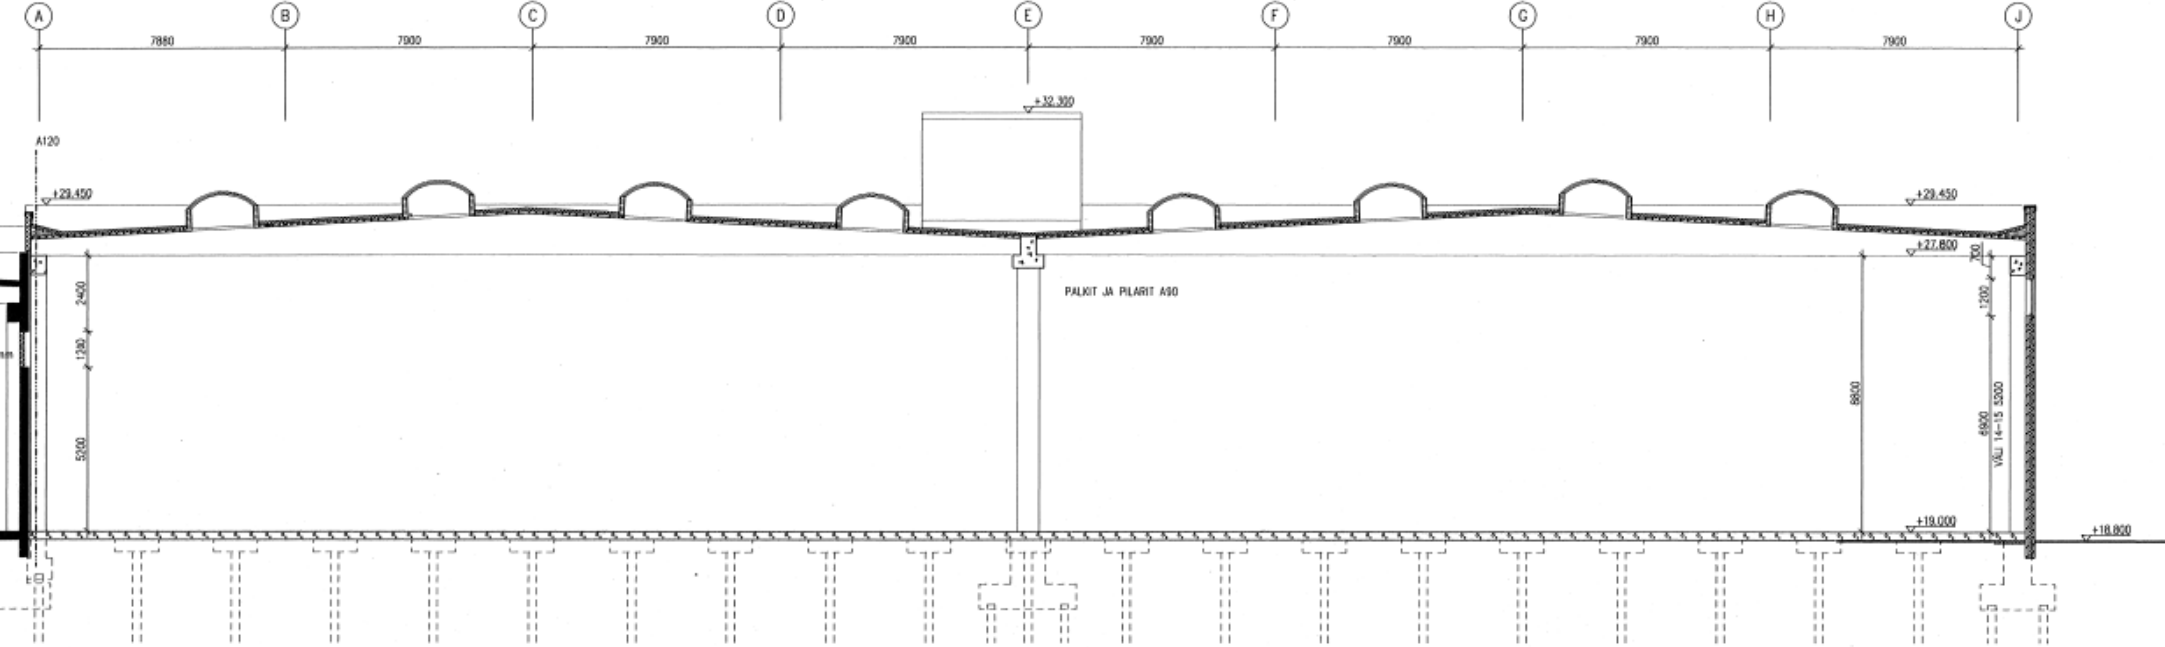 A B C D E F G H J
7880 7900 7900 7900 7900 7900 7900 7900
+32.300
A120
+29.450 +29.450
+27.800
700
PALKIT JA PILARIT A90
2400
1200
1280
8800
6900
VÄLI 14-15 5200
5200
+19.000
+18.800